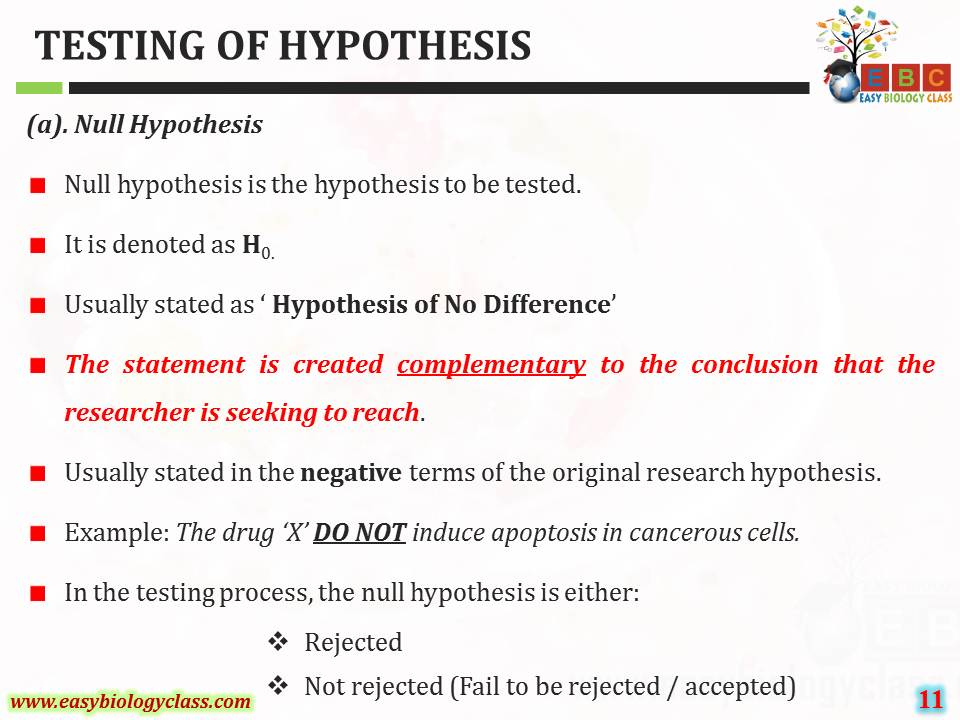 TESTING OF HYPOTHESIS
E B C
EASY BIOLOGY CLASS
(a). Null Hypothesis
Null hypothesis is the hypothesis to be tested.
It is denoted as H0.
Usually stated as ‘ Hypothesis of No Difference’
The statement is created complementary to the conclusion that the
researcher is seeking to reach.
Usually stated in the negative terms of the original research hypothesis.
Example: The drug ‘X’ DO NOT induce apoptosis in cancerous cells.
In the testing process, the null hypothesis is either:
❖ Rejected
❖ Not rejected (Fail to be rejected / accepted)
www.easybiologyclass.com
11